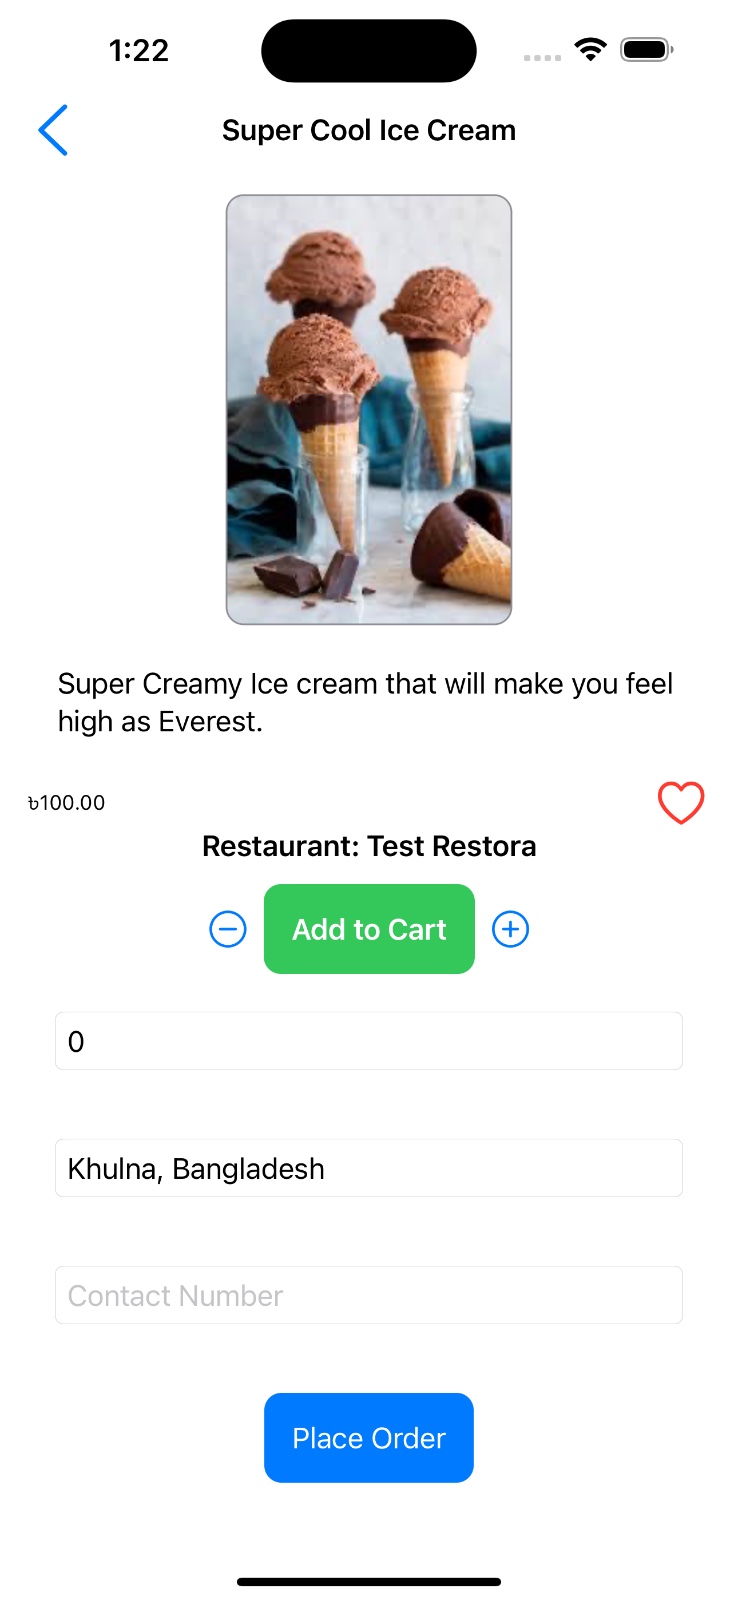 1:22
Super Cool Ice Cream
Super Creamy Ice cream that will make you feel
high as Everest.
৳100.00
Restaurant: Test Restora
Add to Cart
0
Khulna, Bangladesh
Contact Number
Place Order